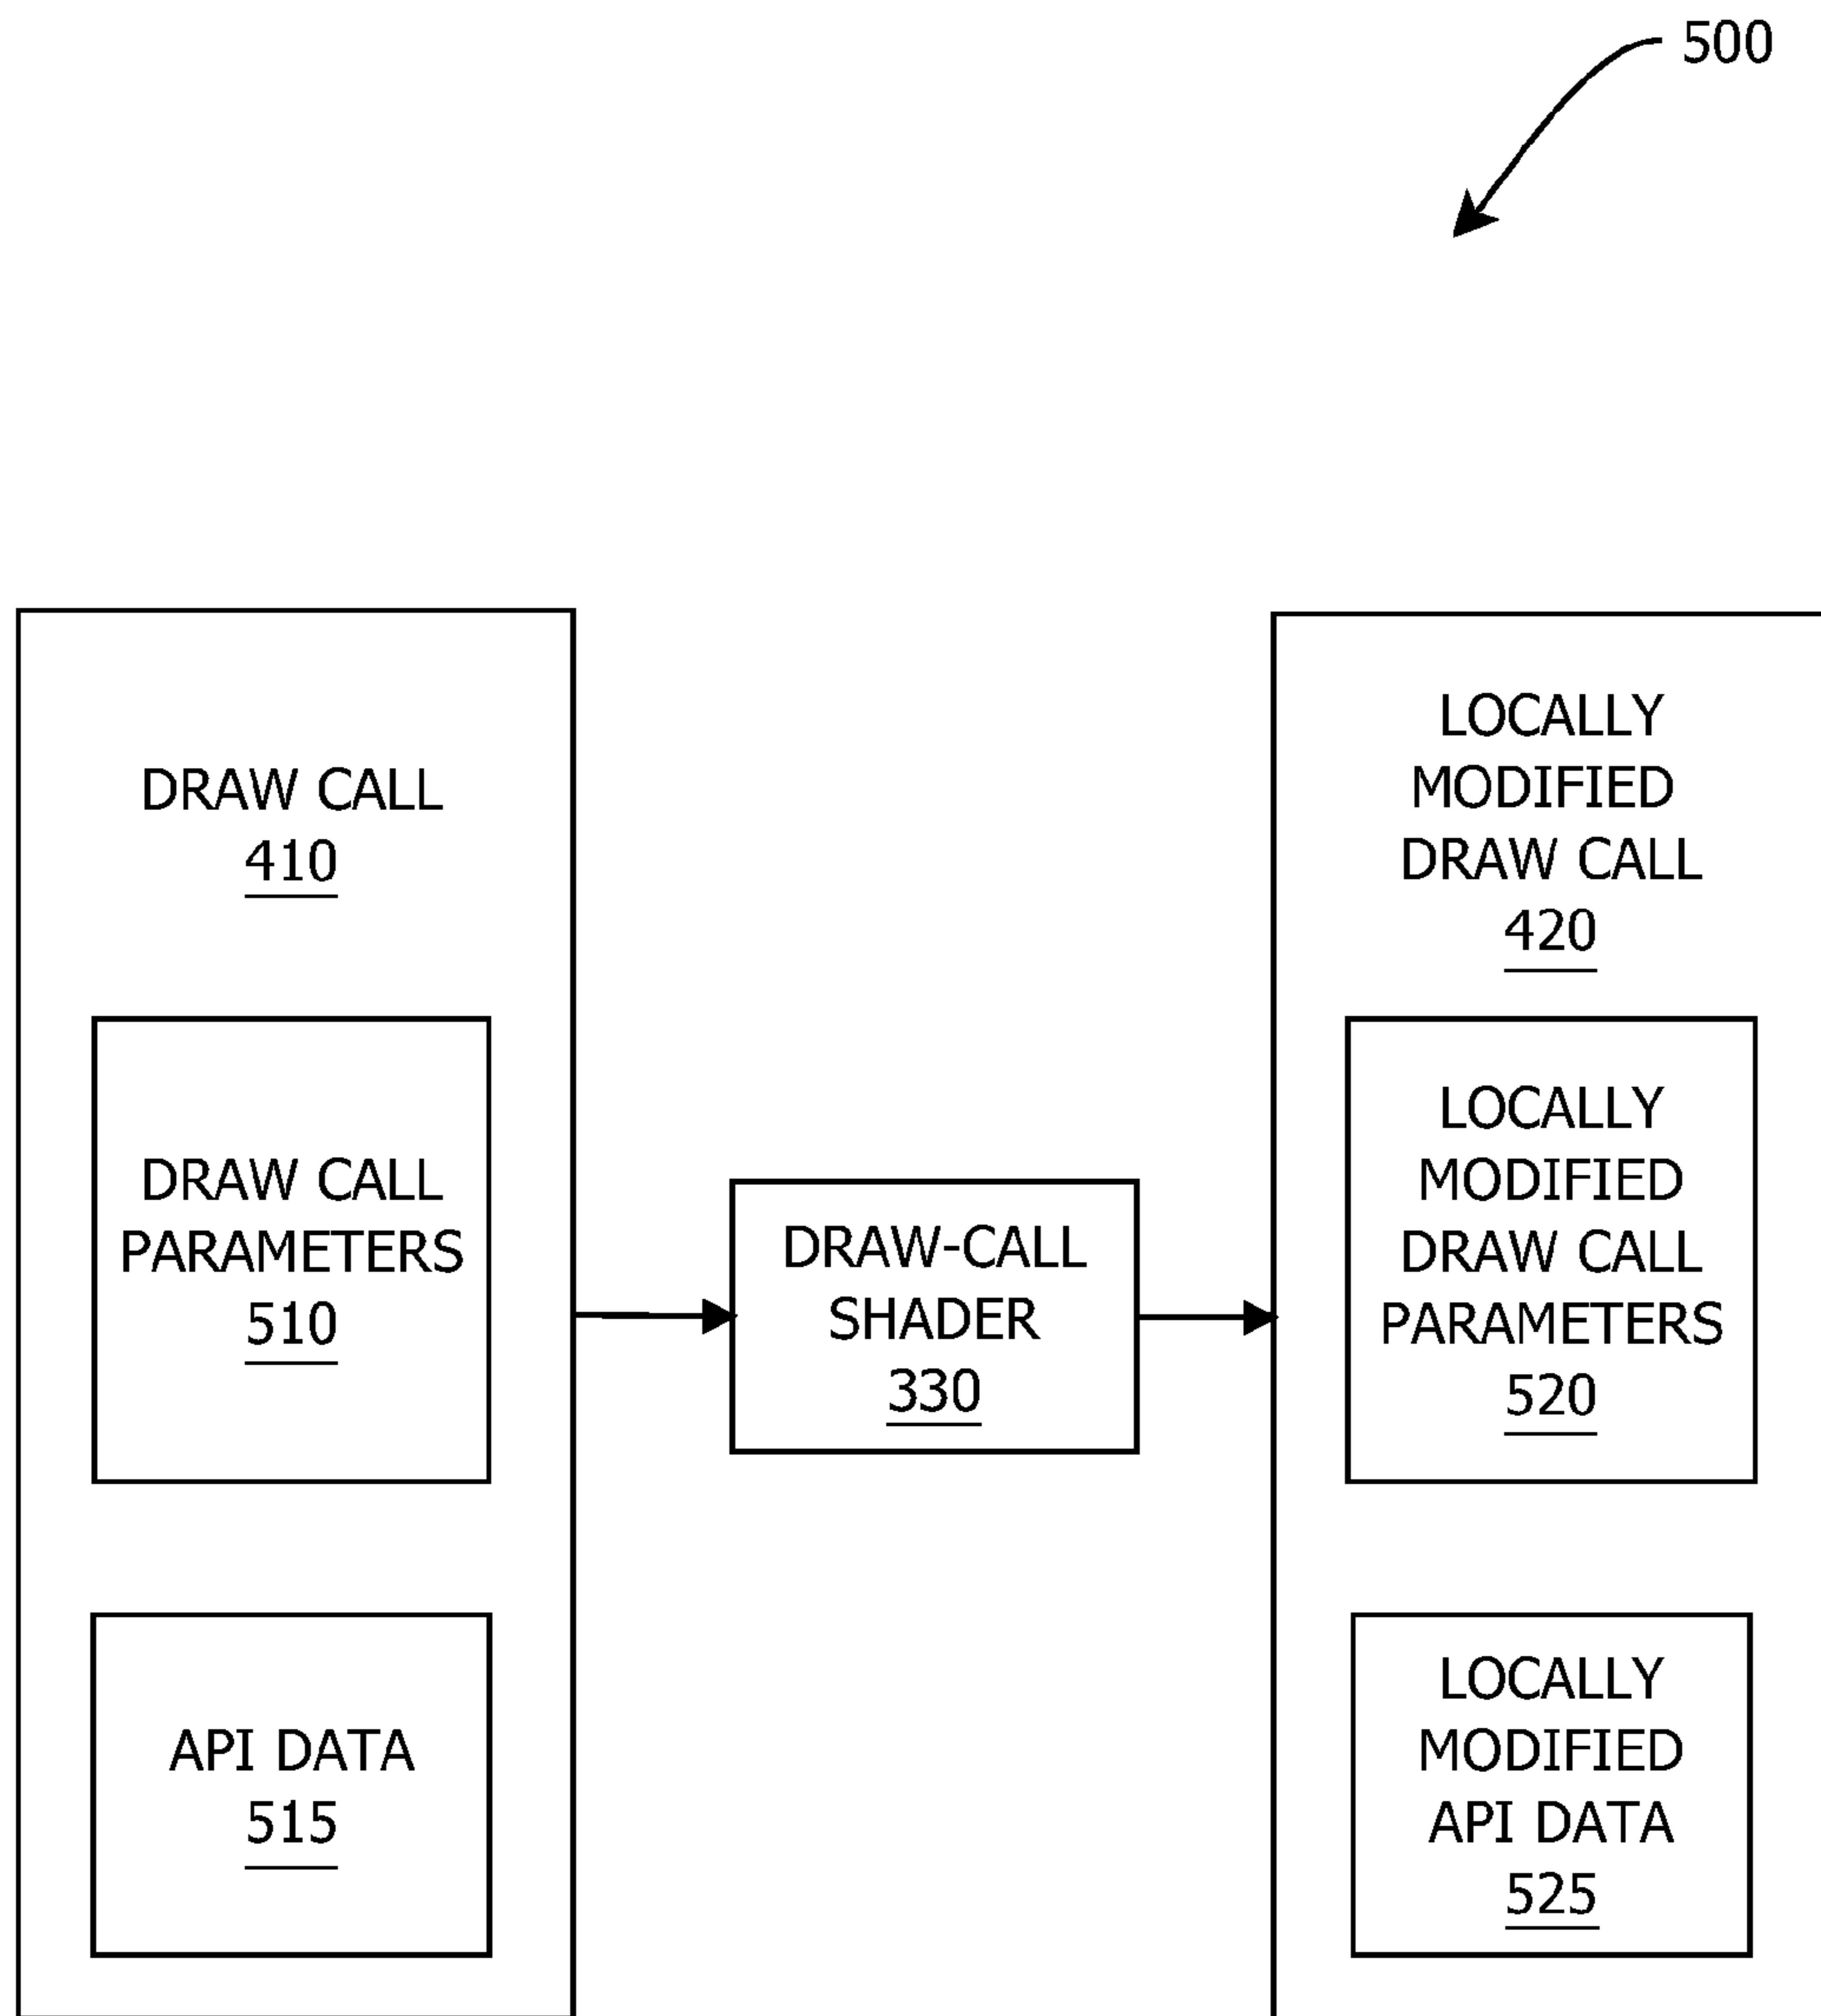 500
DRAW CALL
410
DRAW CALL
PARAMETERS
510
API DATA
515
DRAW-CALL
SHADER
330
LOCALLY
MODIFIED
DRAW CALL
420
LOCALLY
MODIFIED
DRAW CALL
PARAMETERS
520
LOCALLY
MODIFIED
API DATA
525